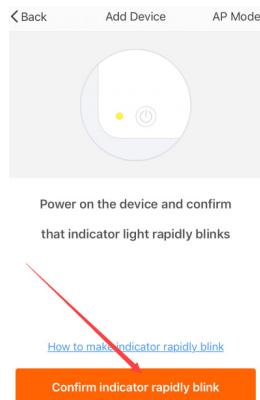 Back Add Device AP Mode
Power on the device and confirm
that indicator light rapidly blinks
How to make indicator rapidly blink
Confirm indicator rapidly blink